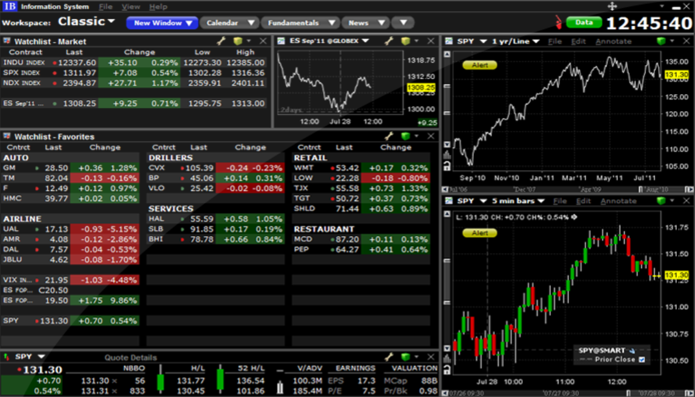 IB Information System File View Help
Workspace: Classic New Window Calendar Fundamentals News Data 12:45:40
Watchlist - Market
Contract Last Change Low High
INDU INDEX 12337.60 +35.10 0.29% 12273.30 12385.00
SPX INDEX 1311.97 +7.08 0.54% 1302.28 1316.36
NDX INDEX 2394.87 +27.71 1.17% 2359.91 2401.11
ES Sep'11 ... 1308.25 +9.25 0.71% 1295.75 1313.00
ES Sep'11 @GLOBEX
1318.75
1312.50
1308.25
1300.00
2days
12:00 Jul 28 12:00
+9.25
Watchlist - Favorites
Cntrct Last Change Cntrct Last Change Cntrct Last Change
AUTO
GM 28.50 +0.36 1.28%
TM 82.04 -0.13 -0.16%
F 12.49 +0.12 0.97%
HMC 39.77 +0.02 0.05%
AIRLINE
UAL 17.13 -0.93 -5.15%
AMR 4.08 -0.12 -2.86%
DAL 7.57 -0.04 -0.53%
JBLU 4.62 -0.08 -1.70%
VIX IN... 21.95 -1.03 -4.48%
ES FOP... C20.50
ES FOP... 19.50 +1.75 9.86%
SPY 131.30 +0.70 0.54%
DRILLERS
CVX 105.39 -0.24 -0.23%
BP 45.06 +0.14 0.31%
VLO 25.42 -0.02 -0.08%
SERVICES
HAL 55.59 +0.58 1.05%
SLB 91.85 +0.17 0.19%
BHI 78.78 +0.66 0.84%
RETAIL
WMT 53.42 +0.17 0.32%
LOW 22.28 -0.18 -0.80%
TJX 55.58 +0.73 1.33%
TGT 50.72 +0.37 0.73%
SHLD 71.44 +0.63 0.89%
RESTAURANT
MCD 87.20 +0.11 0.13%
PEP 64.27 +0.41 0.64%
SPY Quote Details
131.30 NBBO H/L 52 H/L V/ADV EARNINGS VALUATION
+0.70 131.30 × 56 131.77 136.54 100.3M EPS 17.3 MCap 88B
0.54% 131.31 × 833 130.45 101.86 185.4M P/E 7.5 Pr/Bk 0.98
SPY 1 yr/Line File Edit Annotate
Alert
135.00
131.30
125.00
120.00
115.00
110.00
105.00
Sep'10 Nov'10 Jan'11 Mar'11 May'11 Jul'11
SPY 5 min bars File Edit Annotate
L: 131.30 CH: +0.70 CH%: 0.54%
Alert
131.75
131.50
131.30
131.00
130.75
130.50
SPY@SMART
Prior Close
Jul 28 10:00 11:00 12:00